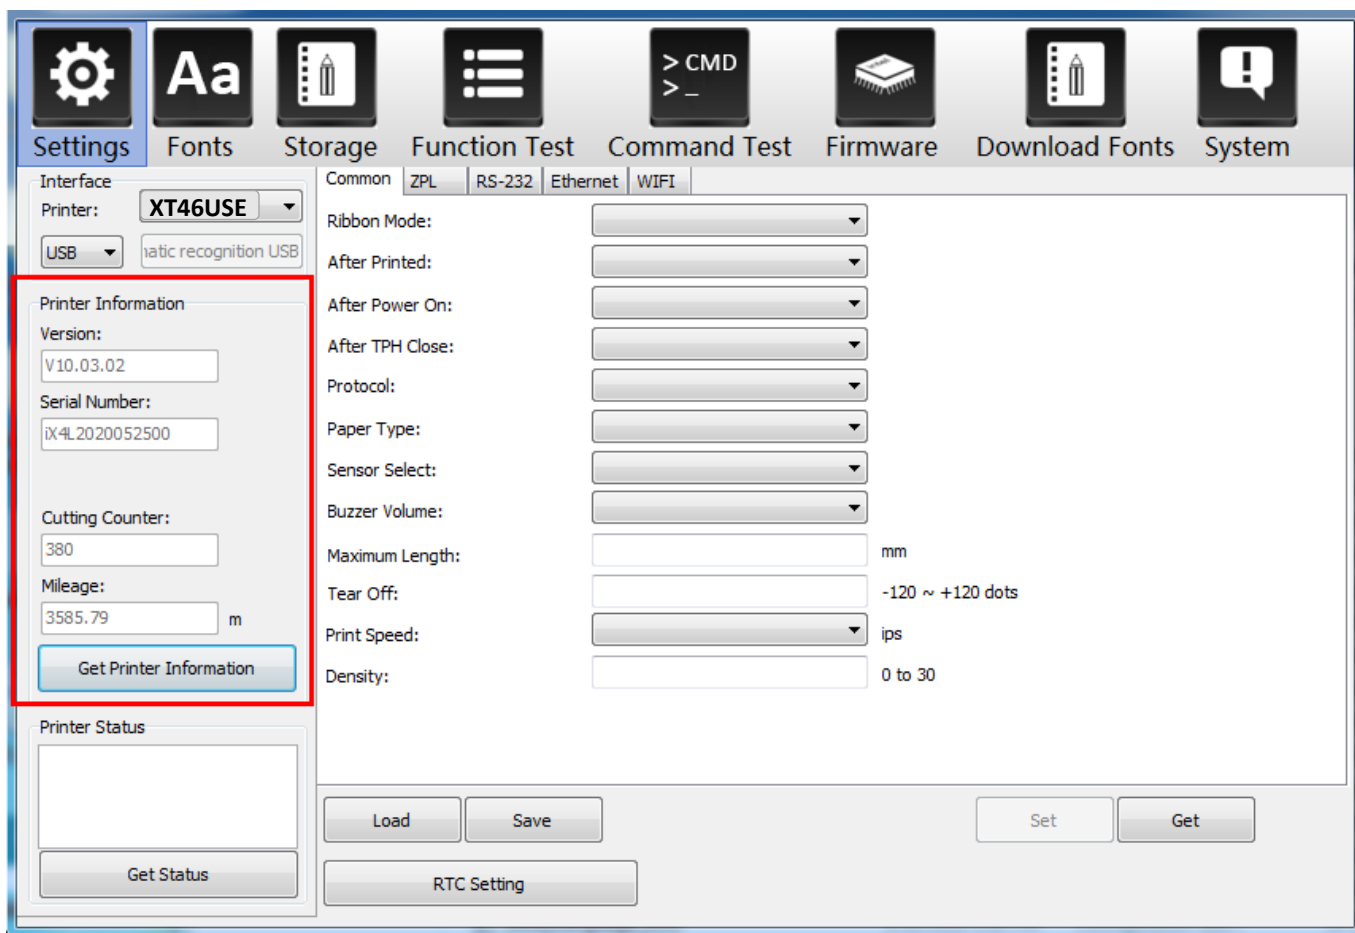 > CMD
> _
Aa
Settings Fonts Storage Function Test Command Test Firmware Download Fonts System
Interface
Printer: XT46USE
USB natic recognition USB
Printer Information
Version:
V10.03.02
Serial Number:
iX4L2020052500
Cutting Counter:
380
Mileage:
3585.79 m
Get Printer Information
Printer Status
Get Status
Common ZPL RS-232 Ethernet WIFI
Ribbon Mode:
After Printed:
After Power On:
After TPH Close:
Protocol:
Paper Type:
Sensor Select:
Buzzer Volume:
Maximum Length: mm
Tear Off: -120 ~ +120 dots
Print Speed: ips
Density: 0 to 30
Load Save Set Get
RTC Setting